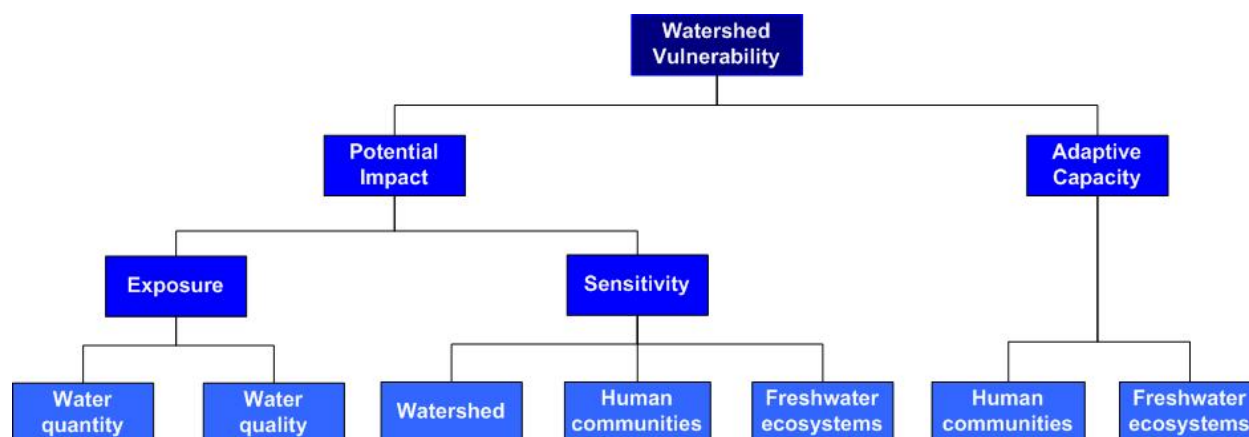 Watershed
Vulnerability
Potential
Impact
Adaptive
Capacity
Exposure
Sensitivity
Water
quantity
Water
quality
Watershed
Human
communities
Freshwater
ecosystems
Human
communities
Freshwater
ecosystems